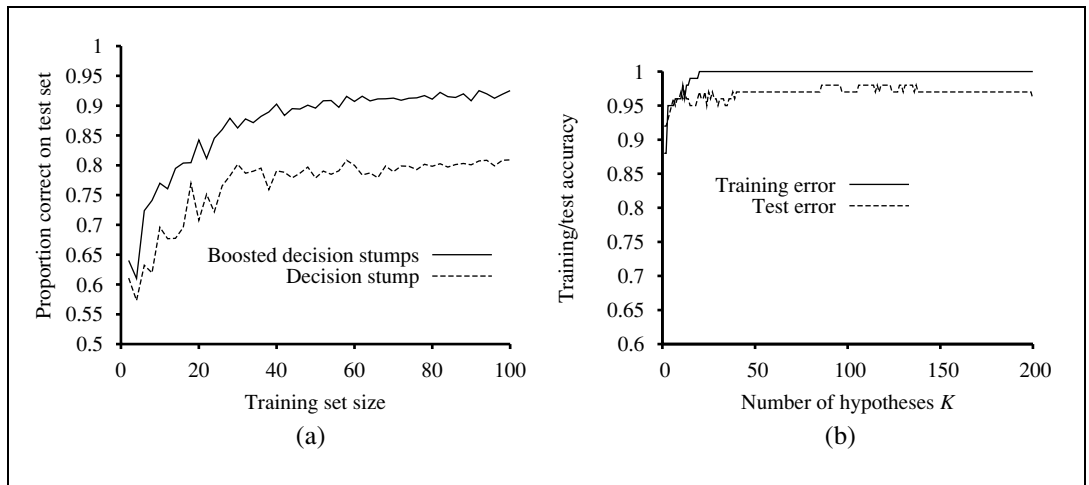 Proportion correct on test set
1
0.95
0.9
0.85
0.8
0.75
0.7
0.65
0.6
0.55
0.5
Boosted decision stumps
Decision stump
0 20 40 60 80 100
Training set size
(a)
Training/test accuracy
1
0.95
0.9
0.85
0.8
0.75
0.7
0.65
0.6
Training error
Test error
0 50 100 150 200
Number of hypotheses K
(b)